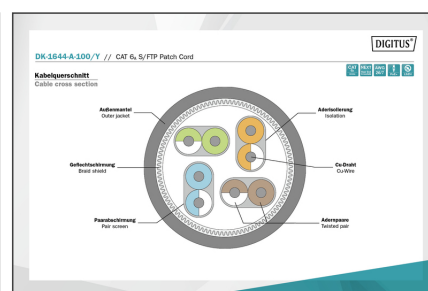 DIGITUS®
DK-1644-A-100/Y // CAT 6A S/FTP Patch Cord
Kabelquerschnitt
Cable cross section
Außenmantel
Outer jacket
Aderisolierung
Isolation
Geflechtschirmung
Braid shield
Cu-Draht
Cu-Wire
Paarabschirmung
Pair screen
Adernpaare
Twisted pair